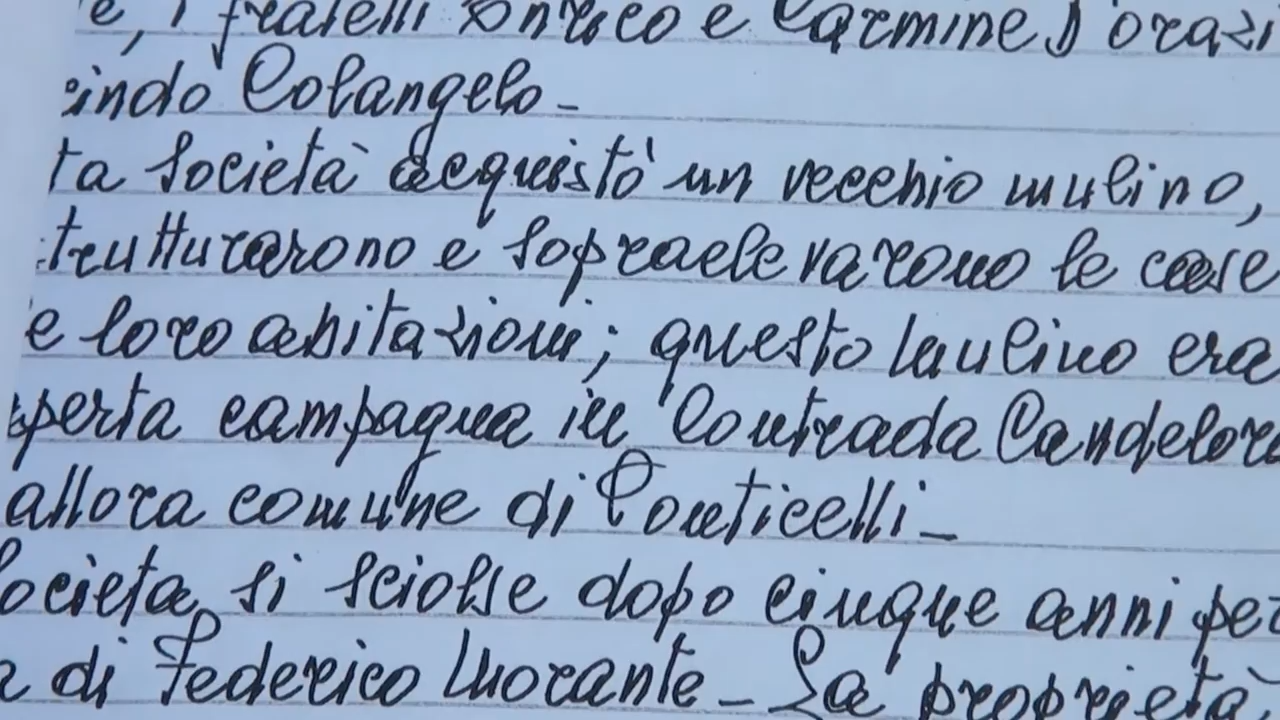 e, i fratelli Enrico e Carmine D'orazi
indo Colangelo-
ta società acquistò un vecchio mulino,
trutturarono e sopraelevarono le case
e loro abitazioni; questo mulino era
perta campagna in Contrada Candelora
allora comune di Ponticelli-
ocietà si sciolse dopo cinque anni per
di Federico Morante-La proprietà